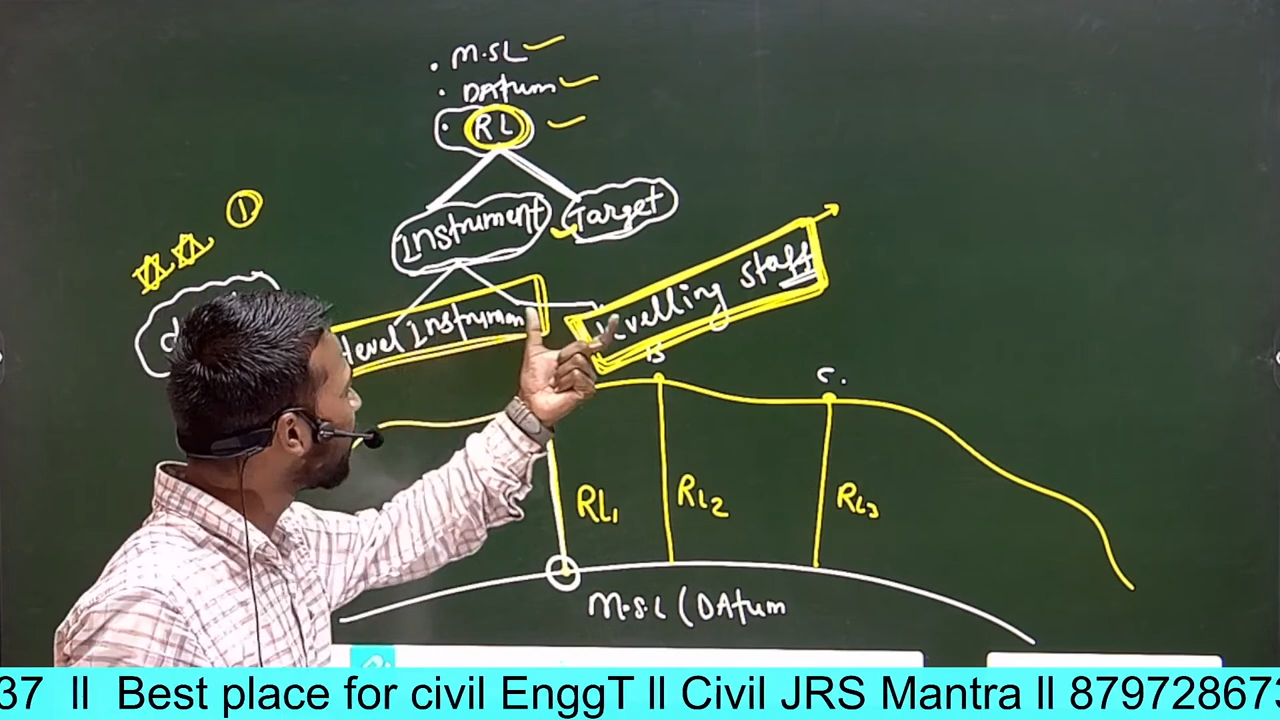 • M.SL
• DATUM
• RL
①
Instrument Target
level Instrumen
Levelling Staff
B
C.
RL₁ RL₂ RL₃
M.S.L (DATUM
37 ll Best place for civil EnggT ll Civil JRS Mantra ll 87972867